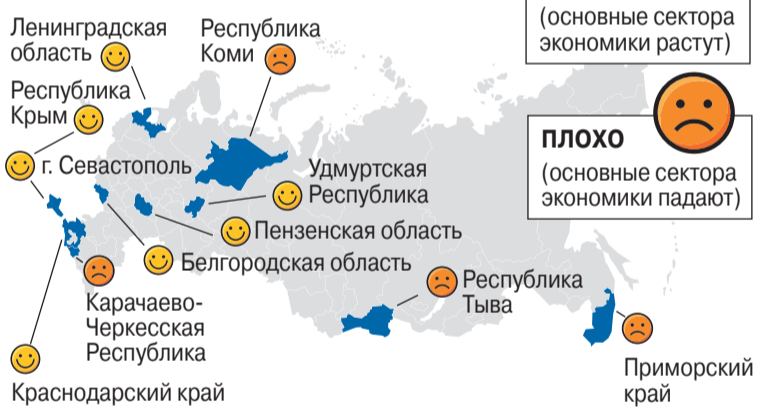 Ленинградская
область
Республика
Коми
(основные сектора
экономики растут)
Республика
Крым
г. Севастополь
Удмуртская
Республика
ПЛОХО
(основные сектора
экономики падают)
Пензенская область
Белгородская область
Республика
Тыва
Карачаево-
Черкесская
Республика
Приморский
край
Краснодарский край